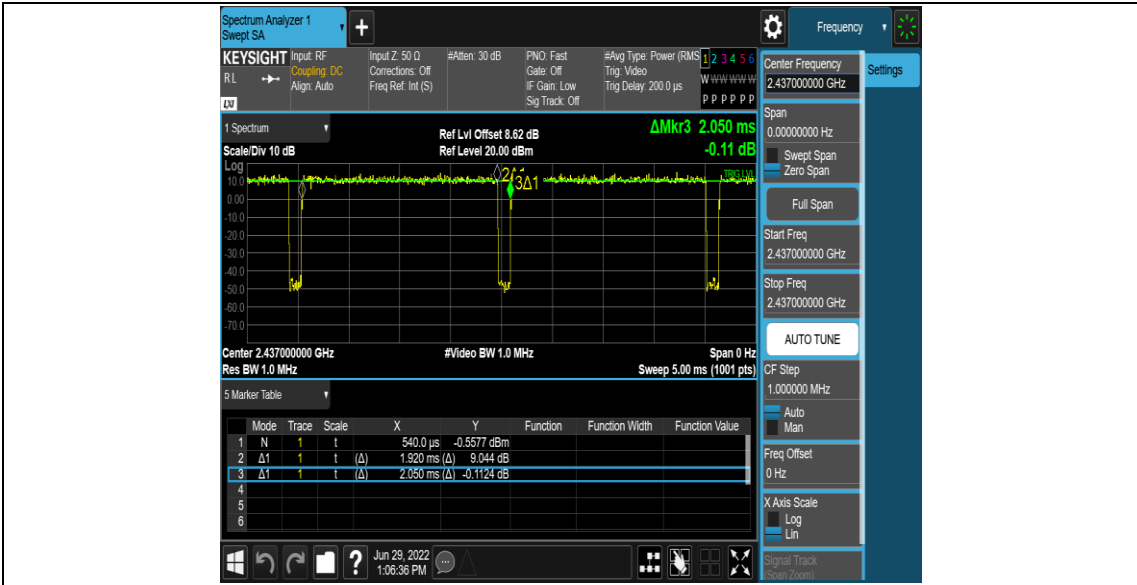 Spectrum Analyzer 1
Swept SA
+
Frequency
KEYSIGHT
Input: RF
Coupling: DC
Align: Auto
RL
LXI
Input Z: 50 Ω
Corrections: Off
Freq Ref: Int (S)
#Atten: 30 dB
PNO: Fast
Gate: Off
IF Gain: Low
Sig Track: Off
#Avg Type: Power (RMS
Trig: Video
Trig Delay: 200.0 µs
1 2 3 4 5 6
W W W W W W
P P P P P P
1 Spectrum
Scale/Div 10 dB
Ref Lvl Offset 8.62 dB
Ref Level 20.00 dBm
ΔMkr3 2.050 ms
-0.11 dB
Log
TRIG LVL
1
3Δ1
10.0
0.00
-10.0
-20.0
-30.0
-40.0
-50.0
-60.0
-70.0
Center 2.437000000 GHz
Res BW 1.0 MHz
#Video BW 1.0 MHz
Span 0 Hz
Sweep 5.00 ms (1001 pts)
5 Marker Table
Mode Trace Scale X Y Function Function Width Function Value
1 N 1 t 540.0 µs -0.5577 dBm
2 Δ1 1 t (Δ) 1.920 ms (Δ) 9.044 dB
3 Δ1 1 t (Δ) 2.050 ms (Δ) -0.1124 dB
4
5
6
Jun 29, 2022
1:06:36 PM
Center Frequency
2.437000000 GHz
Settings
Span
0.00000000 Hz
Swept Span
Zero Span
Full Span
Start Freq
2.437000000 GHz
Stop Freq
2.437000000 GHz
AUTO TUNE
CF Step
1.000000 MHz
Auto
Man
Freq Offset
0 Hz
X Axis Scale
Log
Lin
Signal Track
(Span Zoom)